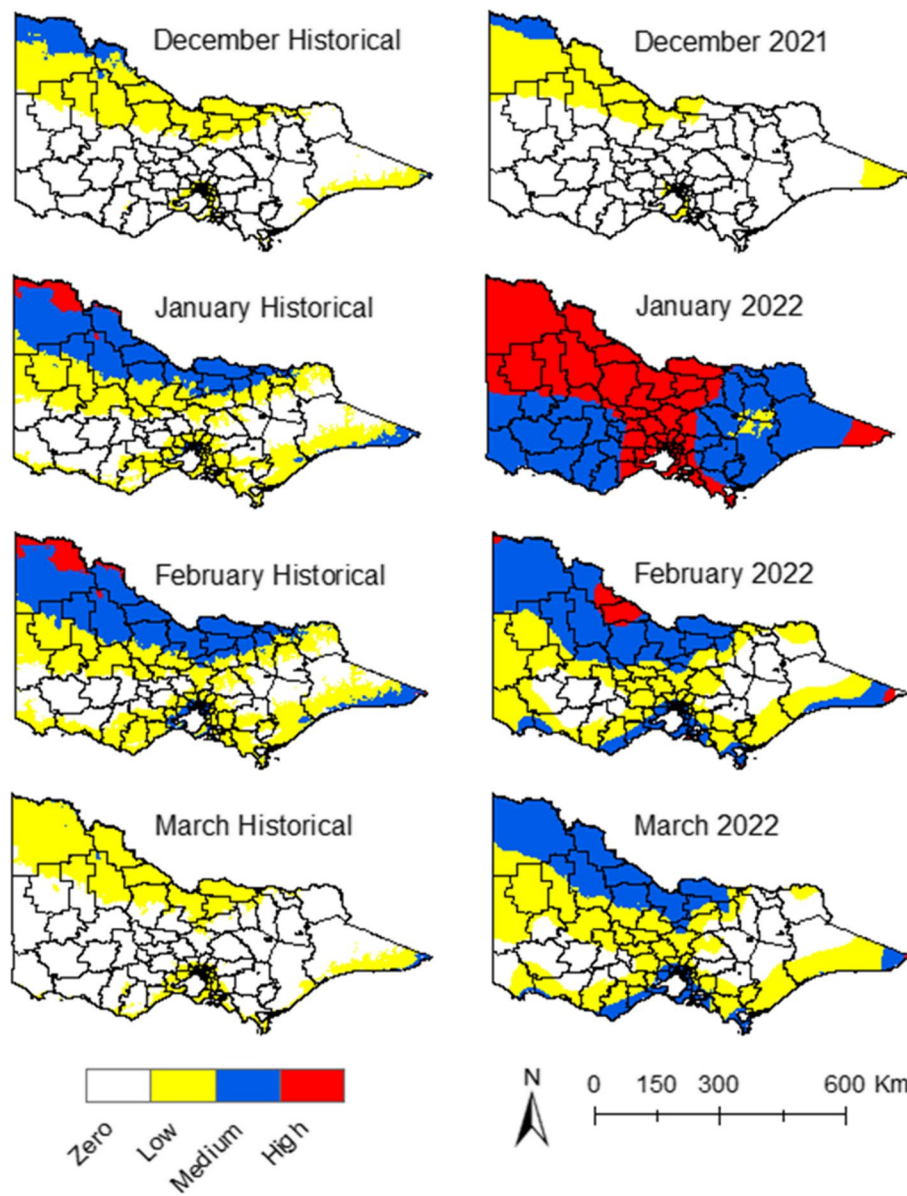 December Historical
December 2021
January Historical
January 2022
February Historical
February 2022
March Historical
March 2022
Zero
Low
Medium
High
N
0 150 300 600 Km